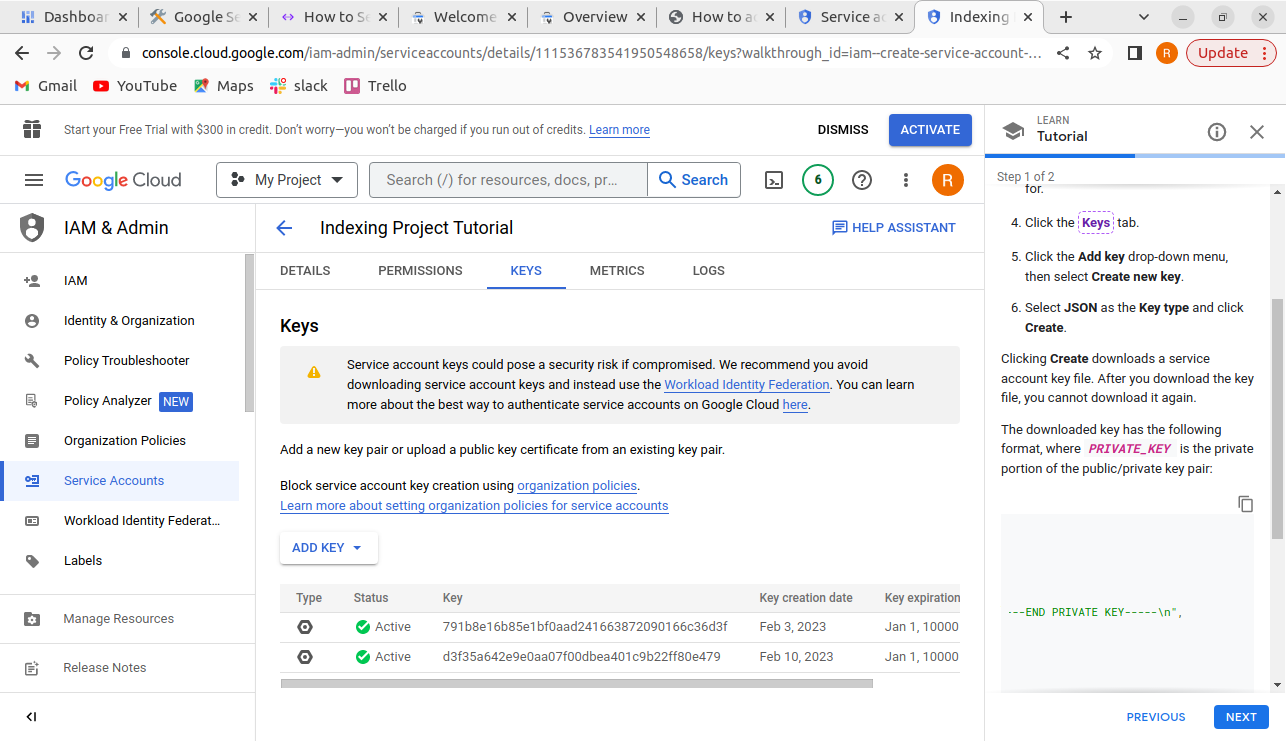 Dashboar
Google Se
How to Se
Welcome
Overview
How to ac
Service ac
Indexing
console.cloud.google.com/iam-admin/serviceaccounts/details/111536783541950548658/keys?walkthrough_id=iam--create-service-account-...
R
Update
Gmail
YouTube
Maps
slack
Trello
Start your Free Trial with $300 in credit. Don't worry—you won't be charged if you run out of credits. Learn more
DISMISS
ACTIVATE
Google Cloud
My Project
Search (/) for resources, docs, pr...
Search
6
R
IAM & Admin
IAM
Identity & Organization
Policy Troubleshooter
Policy Analyzer NEW
Organization Policies
Service Accounts
Workload Identity Federat...
Labels
Manage Resources
Release Notes
Indexing Project Tutorial
HELP ASSISTANT
DETAILS
PERMISSIONS
KEYS
METRICS
LOGS
Keys
Service account keys could pose a security risk if compromised. We recommend you avoid
downloading service account keys and instead use the Workload Identity Federation. You can learn
more about the best way to authenticate service accounts on Google Cloud here.
Add a new key pair or upload a public key certificate from an existing key pair.
Block service account key creation using organization policies.
Learn more about setting organization policies for service accounts
ADD KEY
Type Status Key Key creation date Key expiration
Active 791b8e16b85e1bf0aad241663872090166c36d3f Feb 3, 2023 Jan 1, 10000
Active d3f35a642e9e0aa07f00dbea401c9b22ff80e479 Feb 10, 2023 Jan 1, 10000
LEARN
Tutorial
Step 1 of 2
for.
4. Click the Keys tab.
5. Click the Add key drop-down menu,
then select Create new key.
6. Select JSON as the Key type and click
Create.
Clicking Create downloads a service
account key file. After you download the key
file, you cannot download it again.
The downloaded key has the following
format, where PRIVATE_KEY is the private
portion of the public/private key pair:
---END PRIVATE KEY-----\n",
PREVIOUS
NEXT